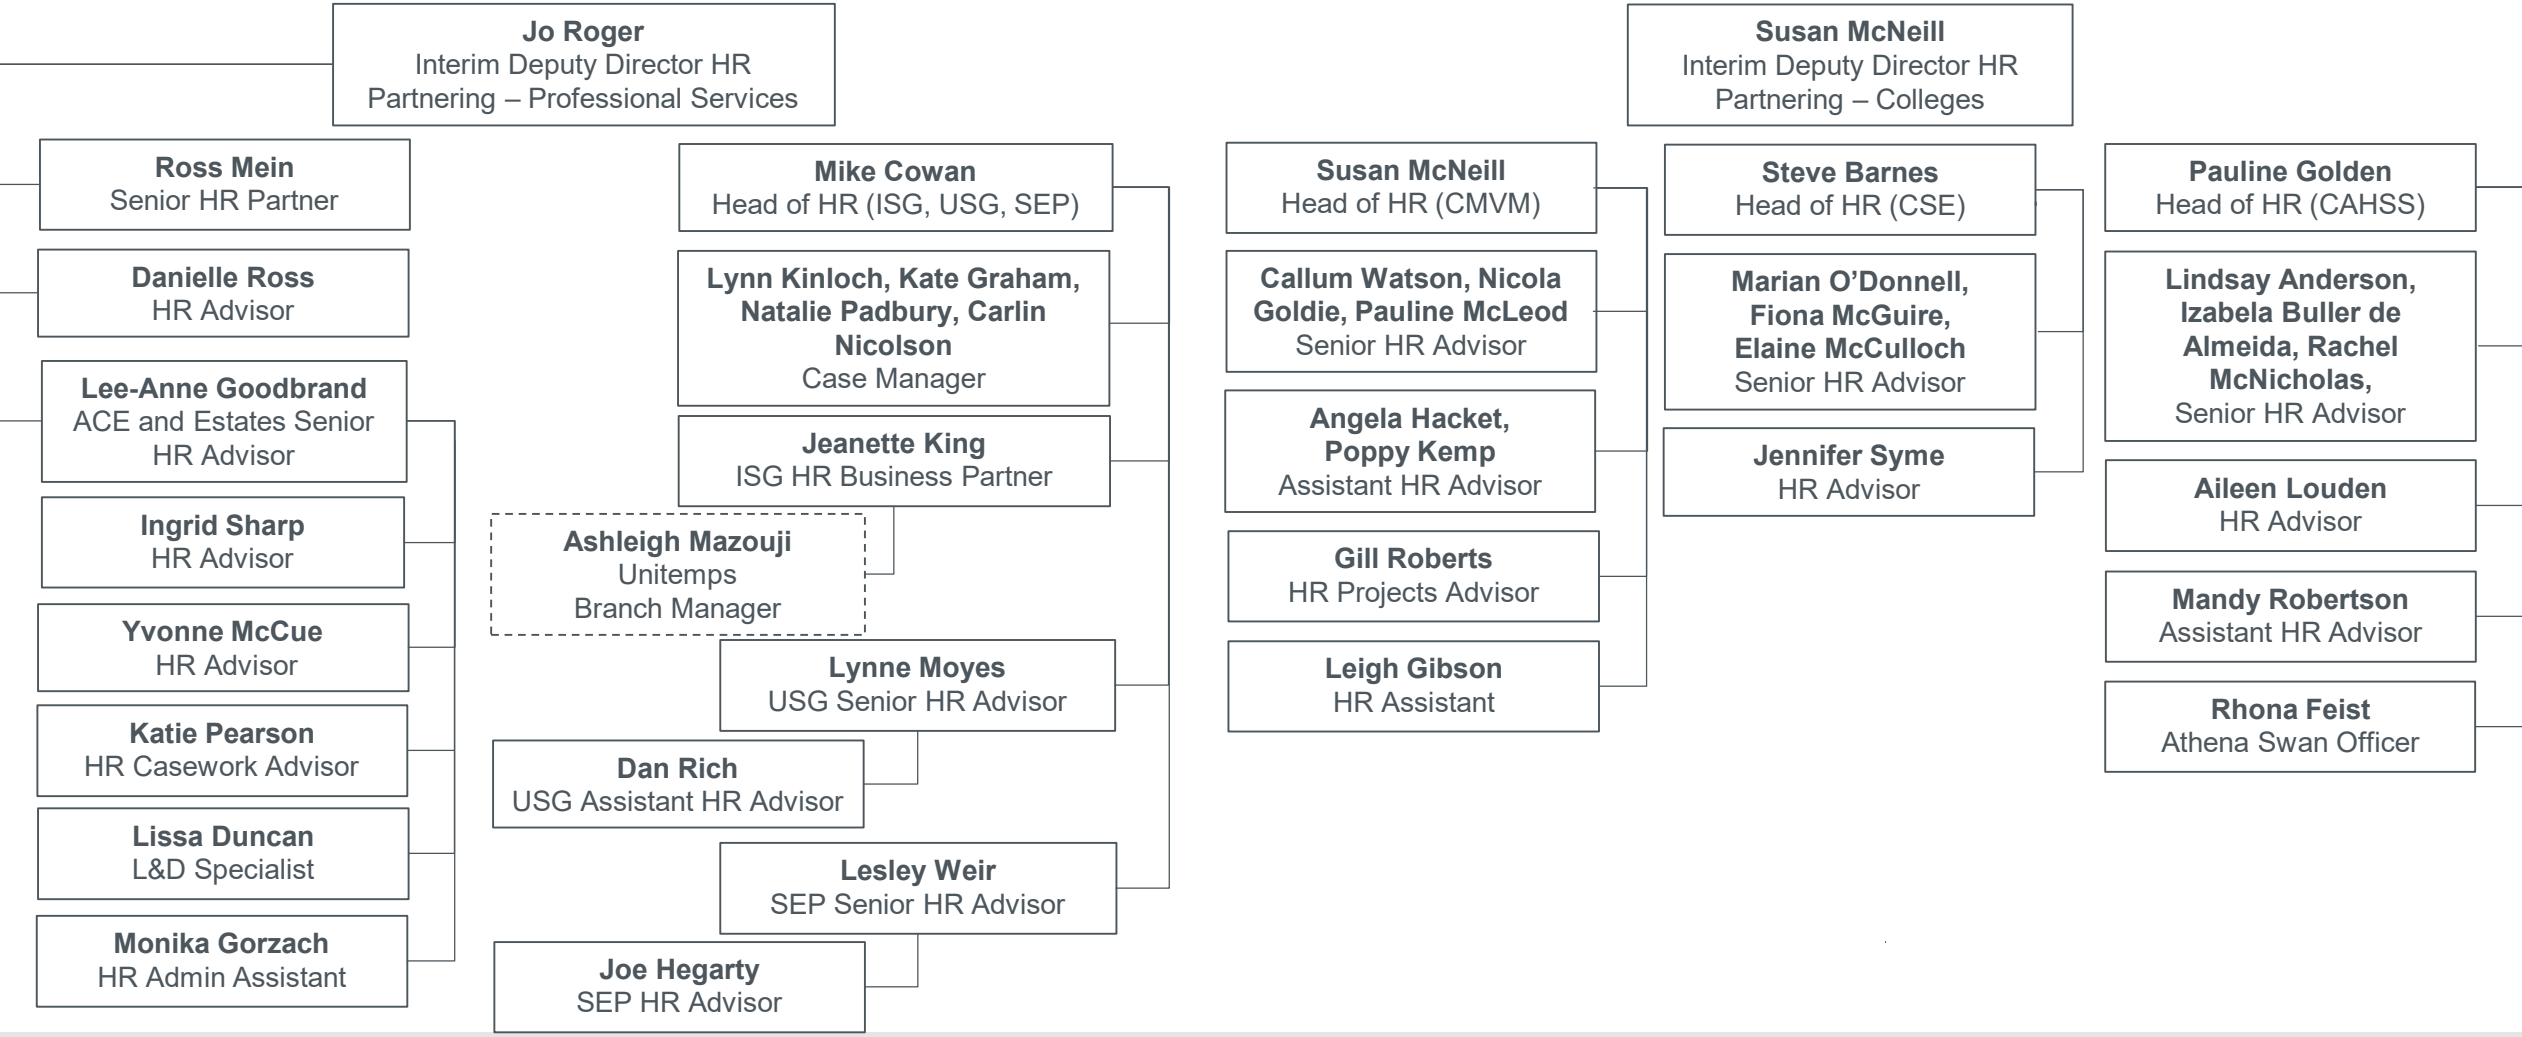 Jo Roger
Interim Deputy Director HR
Partnering – Professional Services
Susan McNeill
Interim Deputy Director HR
Partnering – Colleges
Ross Mein
Senior HR Partner
Danielle Ross
HR Advisor
Lee-Anne Goodbrand
ACE and Estates Senior
HR Advisor
Ingrid Sharp
HR Advisor
Yvonne McCue
HR Advisor
Katie Pearson
HR Casework Advisor
Lissa Duncan
L&D Specialist
Monika Gorzach
HR Admin Assistant
Mike Cowan
Head of HR (ISG, USG, SEP)
Lynn Kinloch, Kate Graham,
Natalie Padbury, Carlin
Nicolson
Case Manager
Jeanette King
ISG HR Business Partner
Ashleigh Mazouji
Unitemps
Branch Manager
Lynne Moyes
USG Senior HR Advisor
Dan Rich
USG Assistant HR Advisor
Lesley Weir
SEP Senior HR Advisor
Joe Hegarty
SEP HR Advisor
Susan McNeill
Head of HR (CMVM)
Callum Watson, Nicola
Goldie, Pauline McLeod
Senior HR Advisor
Angela Hacket,
Poppy Kemp
Assistant HR Advisor
Gill Roberts
HR Projects Advisor
Leigh Gibson
HR Assistant
Steve Barnes
Head of HR (CSE)
Marian O’Donnell,
Fiona McGuire,
Elaine McCulloch
Senior HR Advisor
Jennifer Syme
HR Advisor
Pauline Golden
Head of HR (CAHSS)
Lindsay Anderson,
Izabela Buller de
Almeida, Rachel
McNicholas,
Senior HR Advisor
Aileen Louden
HR Advisor
Mandy Robertson
Assistant HR Advisor
Rhona Feist
Athena Swan Officer